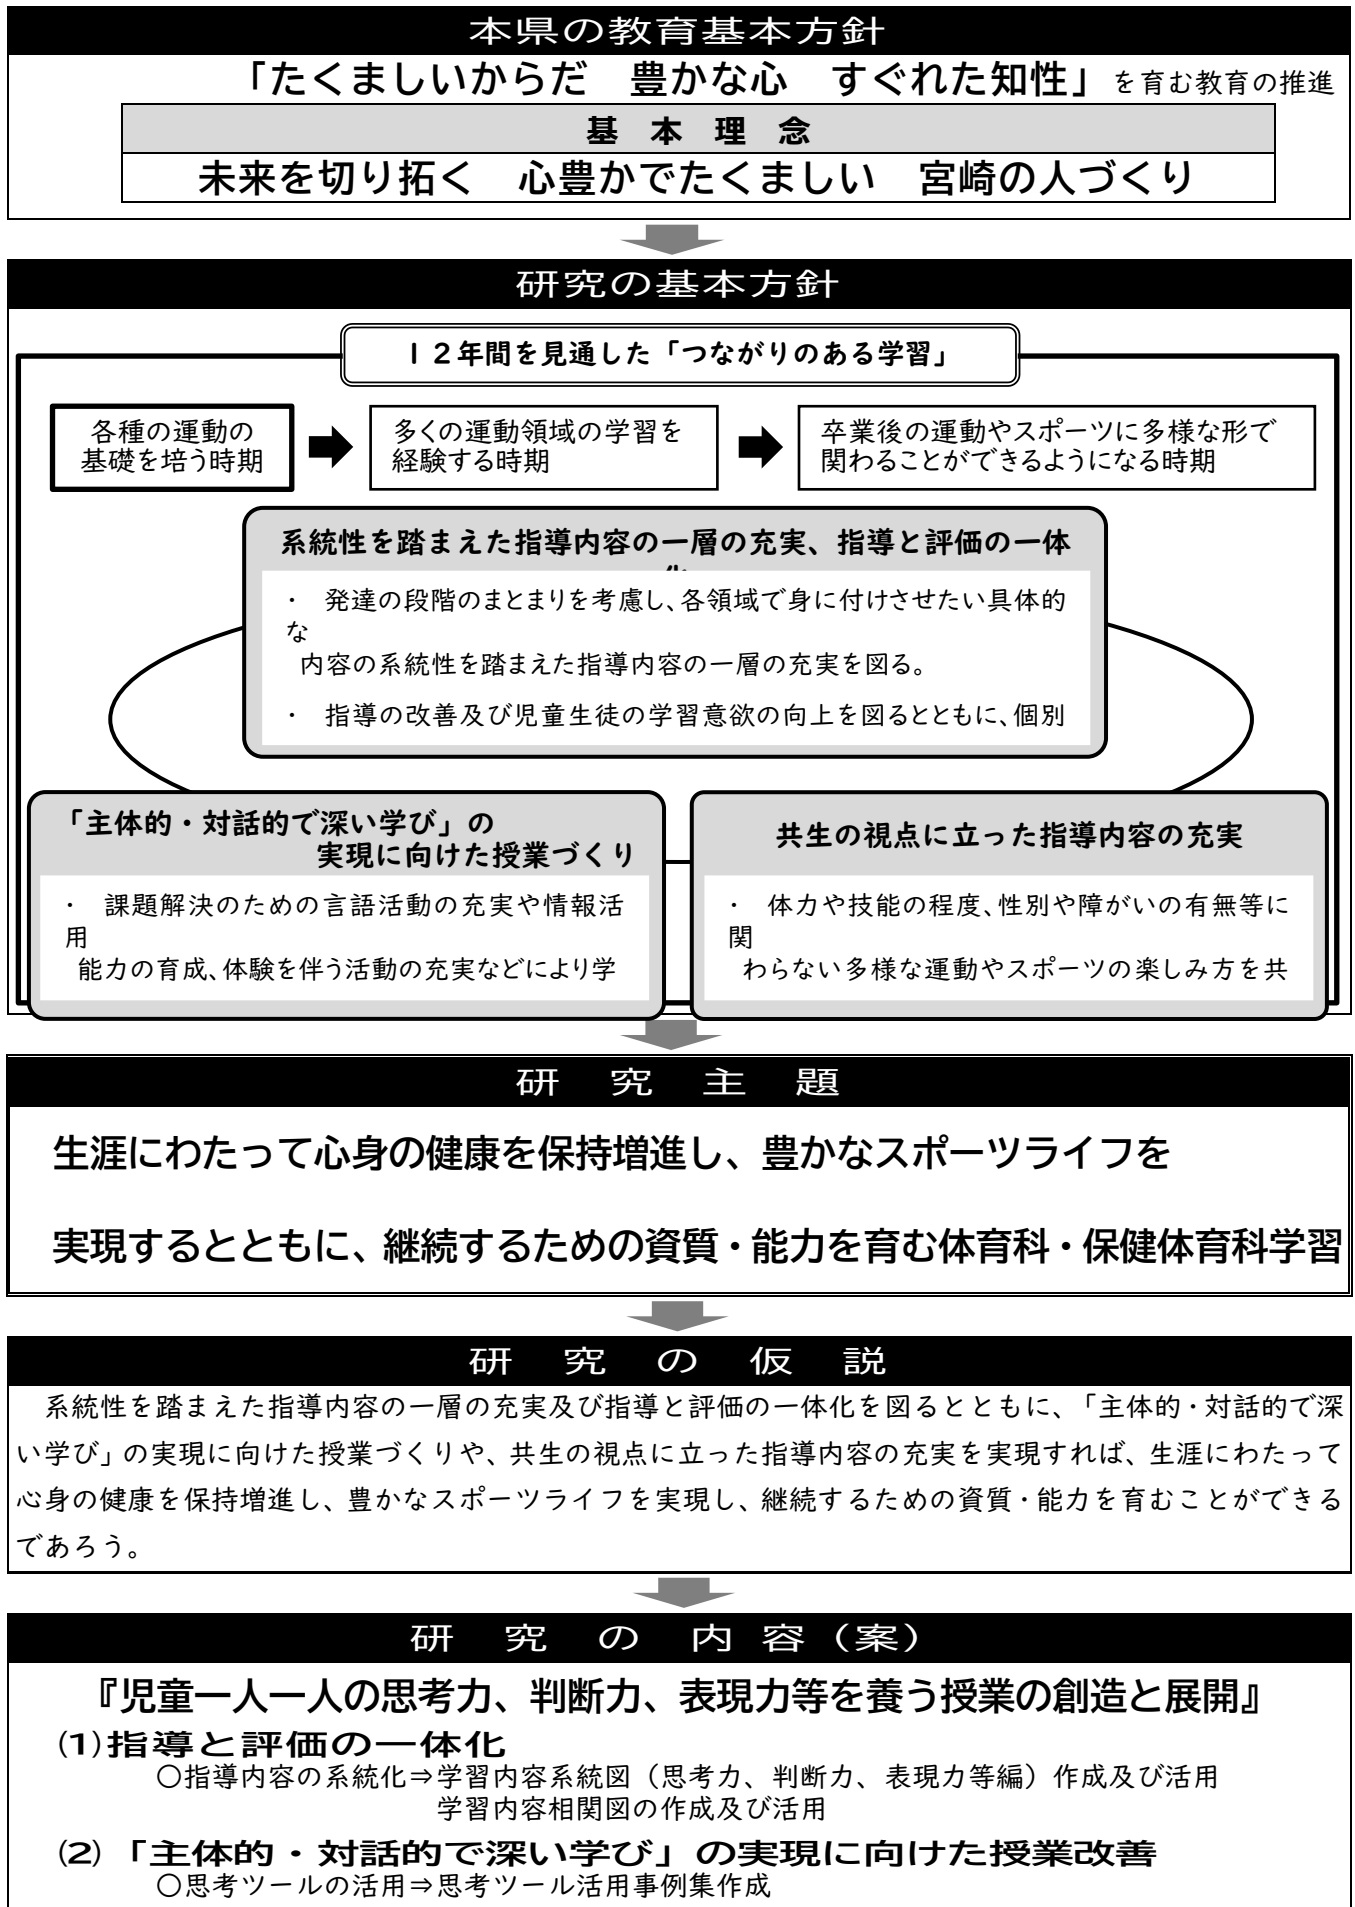 本県の教育基本方針
「たくましいからだ　豊かな心　すぐれた知性」を育む教育の推進
基　本　理　念
未来を切り拓く　心豊かでたくましい　宮崎の人づくり
研究の基本方針
１２年間を見通した「つながりのある学習」
各種の運動の
基礎を培う時期
多くの運動領域の学習を
経験する時期
卒業後の運動やスポーツに多様な形で
関わることができるようになる時期
系統性を踏まえた指導内容の一層の充実、指導と評価の一体
・　発達の段階のまとまりを考慮し、各領域で身に付けさせたい具体的
な
内容の系統性を踏まえた指導内容の一層の充実を図る。
・　指導の改善及び児童生徒の学習意欲の向上を図るとともに、個別
「主体的・対話的で深い学び」の
実現に向けた授業づくり
・　課題解決のための言語活動の充実や情報活
用
能力の育成、体験を伴う活動の充実などにより学
共生の視点に立った指導内容の充実
・　体力や技能の程度、性別や障がいの有無等に
関
わらない多様な運動やスポーツの楽しみ方を共
研　究　主　題
生涯にわたって心身の健康を保持増進し、豊かなスポーツライフを
実現するとともに、継続するための資質・能力を育む体育科・保健体育科学習
研　究　の　仮　説
系統性を踏まえた指導内容の一層の充実及び指導と評価の一体化を図るとともに、「主体的・対話的で深
い学び」の実現に向けた授業づくりや、共生の視点に立った指導内容の充実を実現すれば、生涯にわたって
心身の健康を保持増進し、豊かなスポーツライフを実現し、継続するための資質・能力を育むことができる
であろう。
研　究　の　内　容（案）
『児童一人一人の思考力、判断力、表現力等を養う授業の創造と展開』
(1)指導と評価の一体化
○指導内容の系統化⇒学習内容系統図（思考力、判断力、表現力等編）作成及び活用
学習内容相関図の作成及び活用
(2)「主体的・対話的で深い学び」の実現に向けた授業改善
○思考ツールの活用⇒思考ツール活用事例集作成